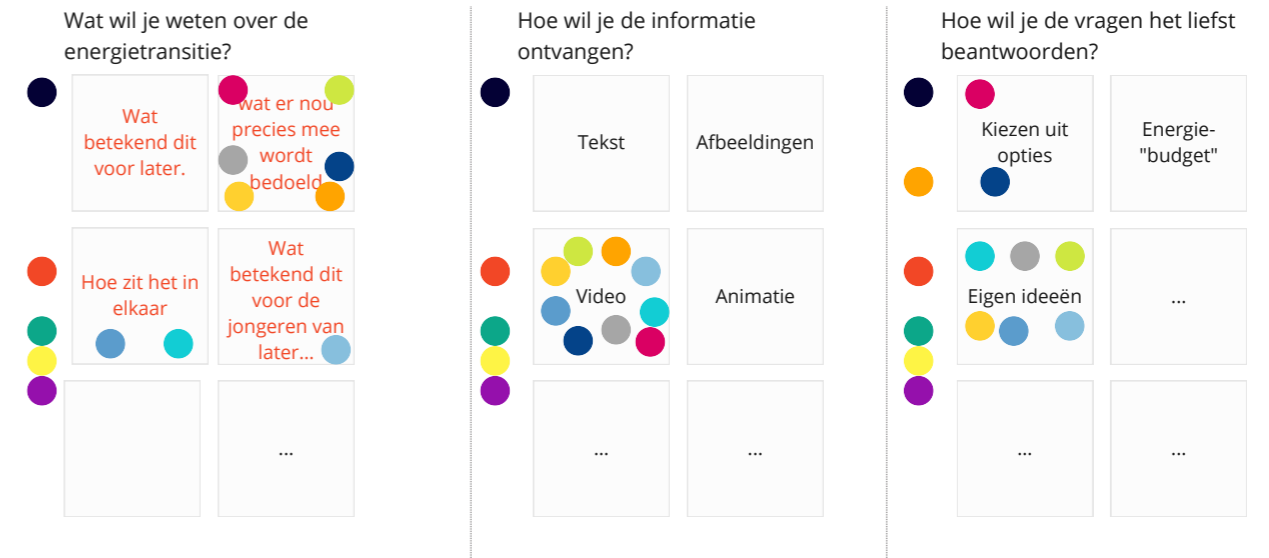 Wat wil je weten over de
energietransitie?
Wat
betekend dit
voor later.
wat er nou
precies mee
wordt
bedoeld
Hoe zit het in
elkaar
Wat
betekend dit
voor de
jongeren van
later...
...
Hoe wil je de informatie
ontvangen?
Tekst
Afbeeldingen
Video
Animatie
...
...
Hoe wil je de vragen het liefst
beantwoorden?
Kiezen uit
opties
Energie-
"budget"
Eigen ideeën
...
...
...